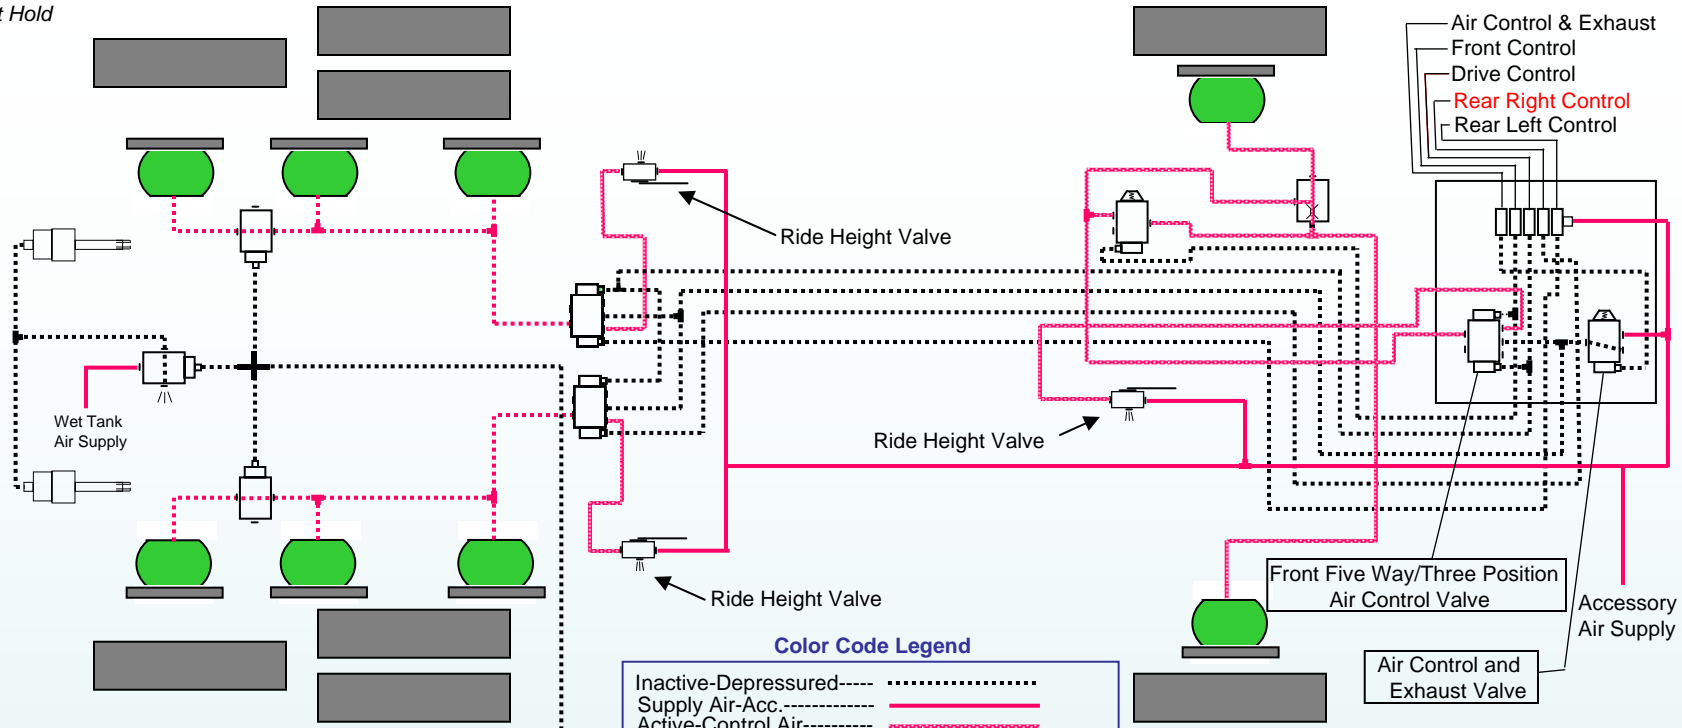 t Hold
Air Control & Exhaust
Front Control
Drive Control
Rear Right Control
Rear Left Control
Ride Height Valve
Wet Tank
Air Supply
Ride Height Valve
Ride Height Valve
Front Five Way/Three Position
Air Control Valve
Accessory
Air Supply
Air Control and
Exhaust Valve
Color Code Legend
Inactive-Depressured-----
Supply Air-Acc.-------------
Active-Control Air----------